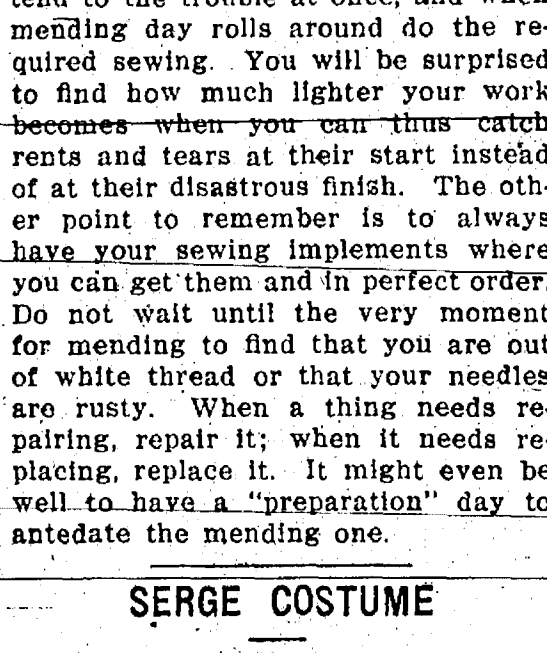 tend to the trouble at once, and when
mending day rolls around do the re-
quired sewing. You will be surprised
to find how much lighter your work
becomes when you can thus catch
rents and tears at their start instead
of at their disastrous finish. The oth-
er point to remember is to always
have your sewing implements where
you can get them and in perfect order.
Do not wait until the very moment
for mending to find that you are out
of white thread or that your needles
are rusty. When a thing needs re-
pairing, repair it; when it needs re-
placing, replace it. It might even be
well to have a "preparation" day to
antedate the mending one.
SERGE COSTUME